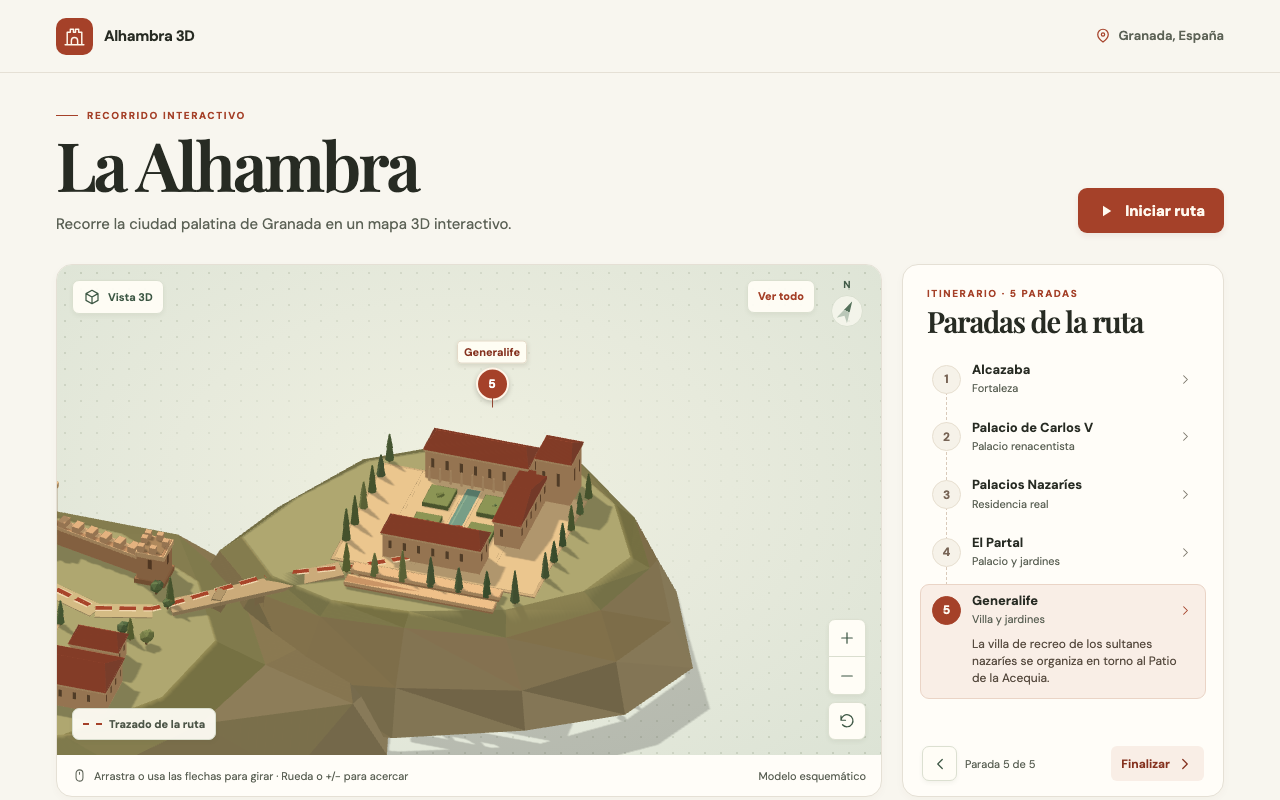 Alhambra 3D
Granada, España
RECORRIDO INTERACTIVO
La Alhambra
Recorre la ciudad palatina de Granada en un mapa 3D interactivo.
Iniciar ruta
Vista 3D
Ver todo
N
Generalife
5
Trazado de la ruta
Arrastra o usa las flechas para girar · Rueda o +/− para acercar
Modelo esquemático
ITINERARIO · 5 PARADAS
Paradas de la ruta
1
Alcazaba
Fortaleza
2
Palacio de Carlos V
Palacio renacentista
3
Palacios Nazaríes
Residencia real
4
El Partal
Palacio y jardines
5
Generalife
Villa y jardines
La villa de recreo de los sultanes
nazaríes se organiza en torno al Patio
de la Acequia.
Parada 5 de 5
Finalizar